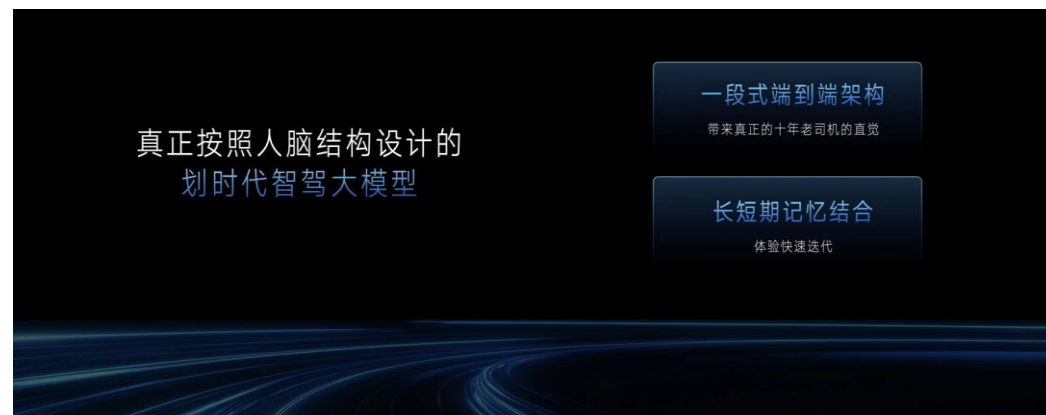 真正按照人脑结构设计的
划时代智驾大模型
一段式端到端架构
带来真正的十年老司机的直觉
长短期记忆结合
体验快速迭代